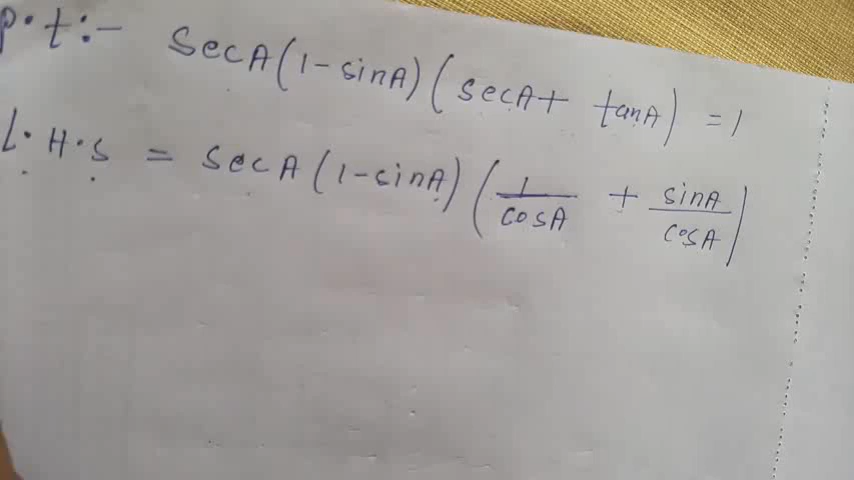 P.t:- SecA(1-sinA)(secA+ tanA) =1
L.H.S = secA(1-sinA)(1/cosA + sinA/cosA)